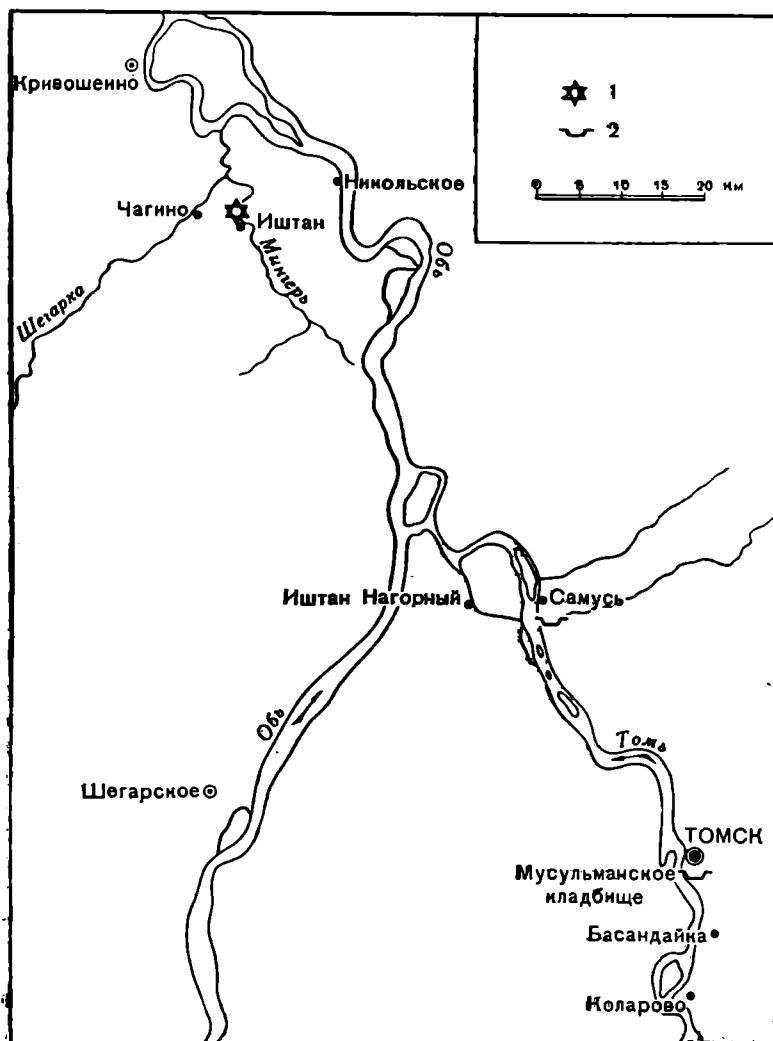 Кривошеино
1
2
0 5 10 15 20 Км
Никольское
Чагино
Иштан
Мингерь
Обь
Шегарка
Иштан Нагорный
Самусь
Обь
Томь
Шегарское
ТОМСК
Мусульманское
кладбище
Басандайка
Коларово